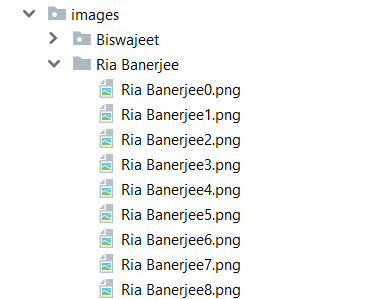 images
Biswajeet
Ria Banerjee
Ria Banerjee0.png
Ria Banerjee1.png
Ria Banerjee2.png
Ria Banerjee3.png
Ria Banerjee4.png
Ria Banerjee5.png
Ria Banerjee6.png
Ria Banerjee7.png
Ria Banerjee8.png